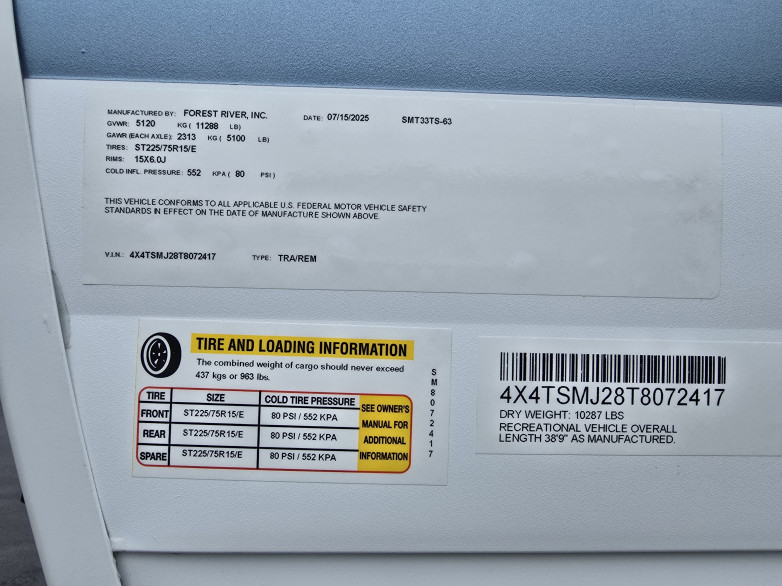 MANUFACTURED BY: FOREST RIVER, INC. DATE: 07/15/2025 SMT33TS-63
GVWR: 5120 KG ( 11288 LB)
GAWR (EACH AXLE): 2313 KG ( 5100 LB)
TIRES: ST225/75R15/E
RIMS: 15X6.0J
COLD INFL. PRESSURE: 552 KPA ( 80 PSI )
THIS VEHICLE CONFORMS TO ALL APPLICABLE U.S. FEDERAL MOTOR VEHICLE SAFETY
STANDARDS IN EFFECT ON THE DATE OF MANUFACTURE SHOWN ABOVE.
V.I.N.: 4X4TSMJ28T8072417 TYPE: TRA/REM
TIRE AND LOADING INFORMATION
The combined weight of cargo should never exceed
437 kgs or 963 lbs.
TIRE SIZE COLD TIRE PRESSURE
FRONT ST225/75R15/E 80 PSI / 552 KPA
REAR ST225/75R15/E 80 PSI / 552 KPA
SPARE ST225/75R15/E 80 PSI / 552 KPA
SEE OWNER'S
MANUAL FOR
ADDITIONAL
INFORMATION
SM8072417
4X4TSMJ28T8072417
DRY WEIGHT: 10287 LBS
RECREATIONAL VEHICLE OVERALL
LENGTH 38'9" AS MANUFACTURED.